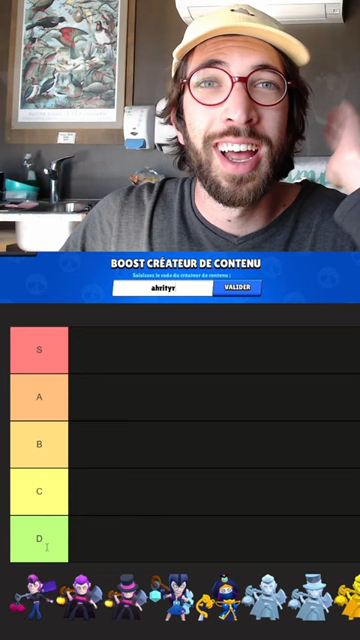 BOOST CRÉATEUR DE CONTENU
Saisissez le code du créateur de contenu :
ahrityr
VALIDER
S
A
B
C
D